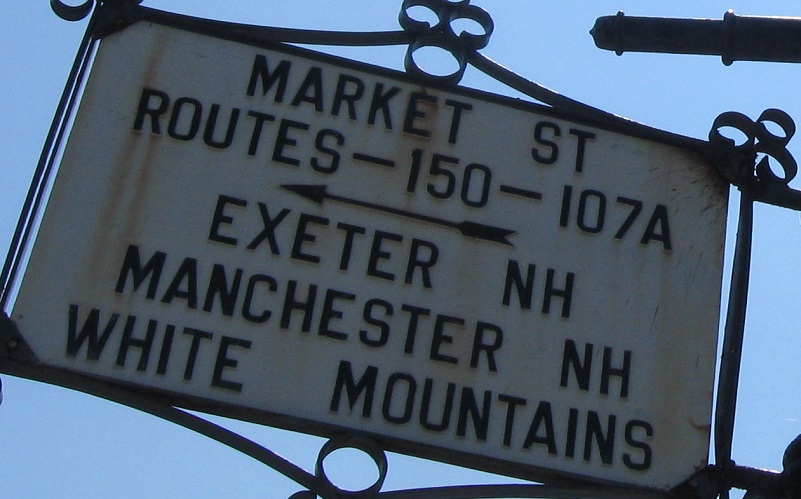 MARKET ST
ROUTES-150-107A
EXETER NH
MANCHESTER NH
WHITE MOUNTAINS